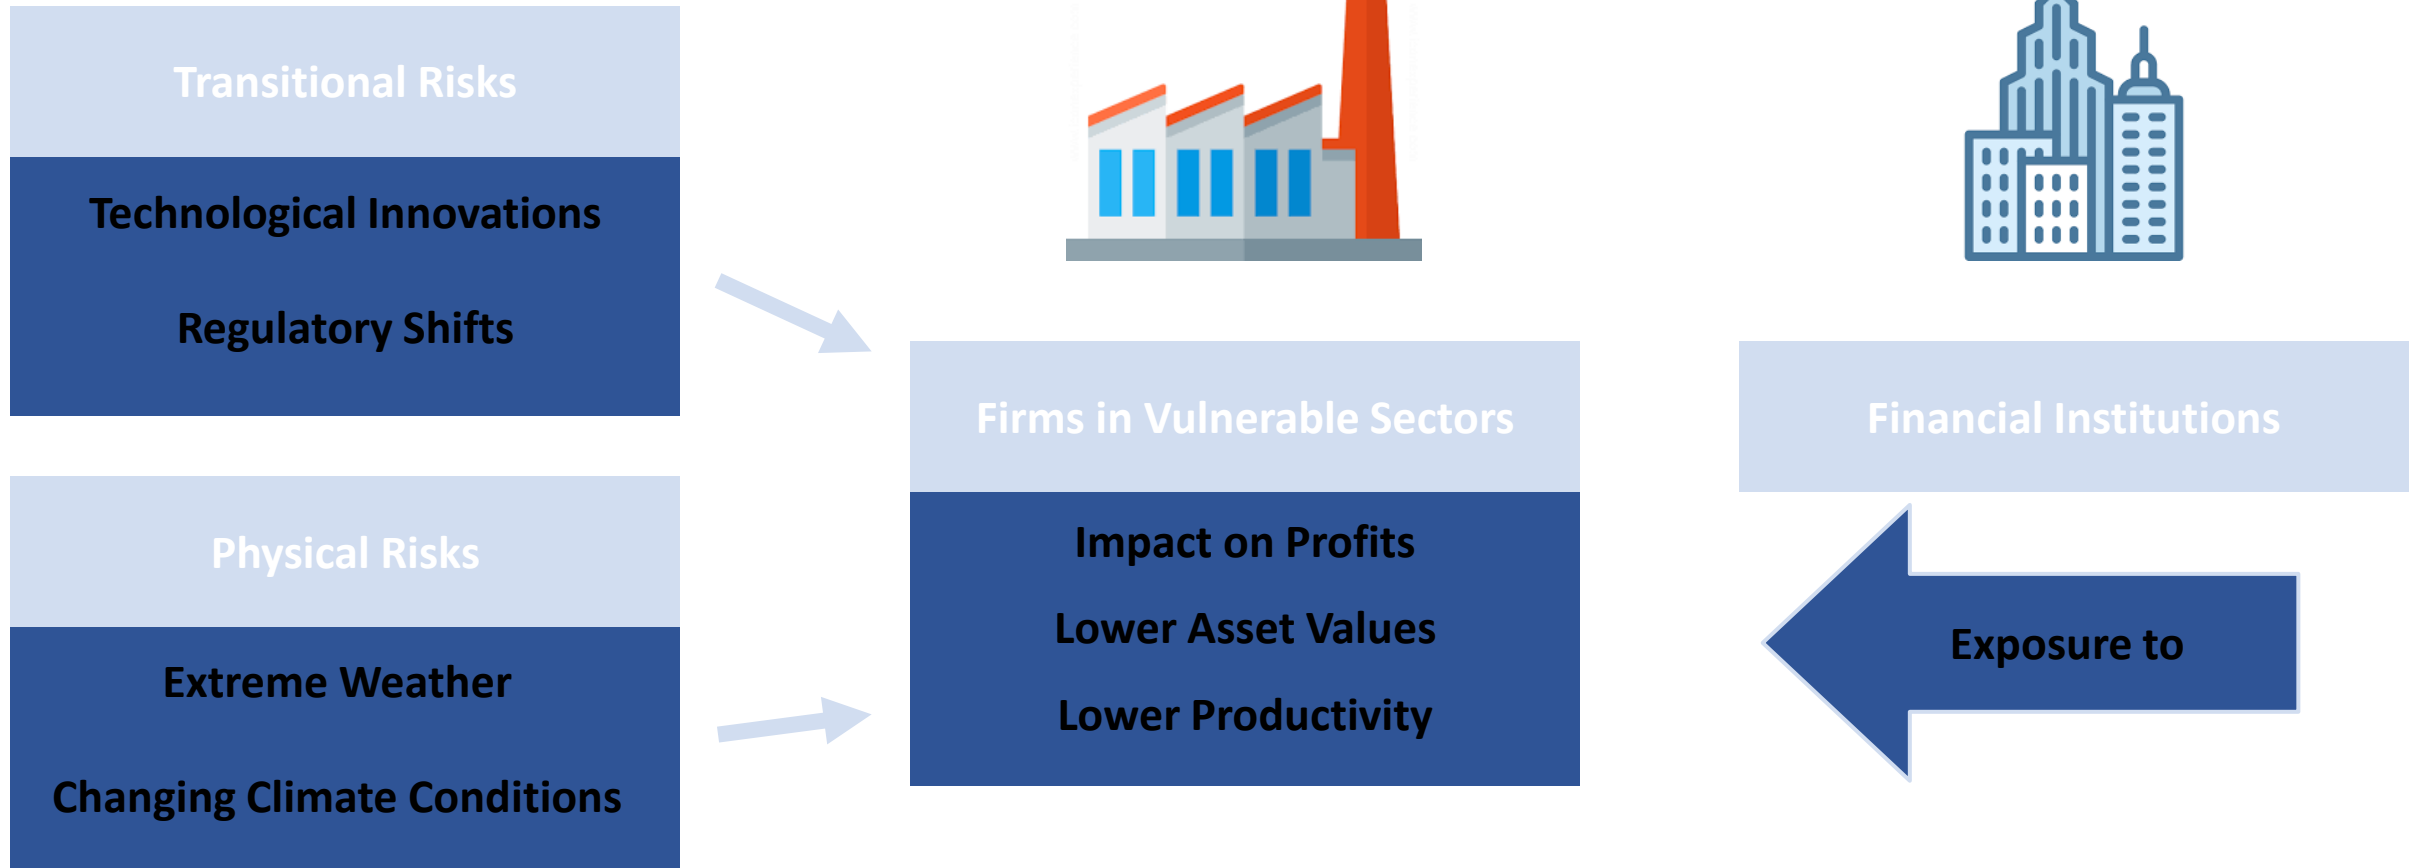 Transitional Risks
Technological Innovations
Regulatory Shifts
Physical Risks
Extreme Weather
Changing Climate Conditions
Firms in Vulnerable Sectors
Impact on Profits
Lower Asset Values
Lower Productivity
Financial Institutions
Exposure to